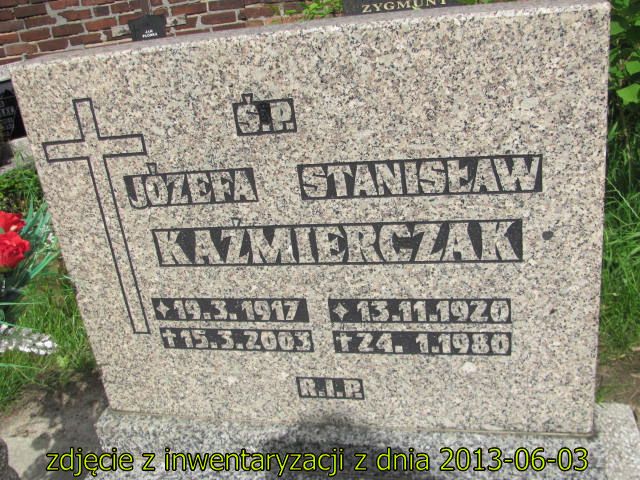 ZYGMUNT
JAN
Ś.P.
JÓZEFA STANISŁAW
KAŹMIERCZAK
19.3.1917 13.11.1920
†15.3.2003 †24.1.1980
R.I.P.
zdjęcie z inwentaryzacji z dnia 2013-06-03